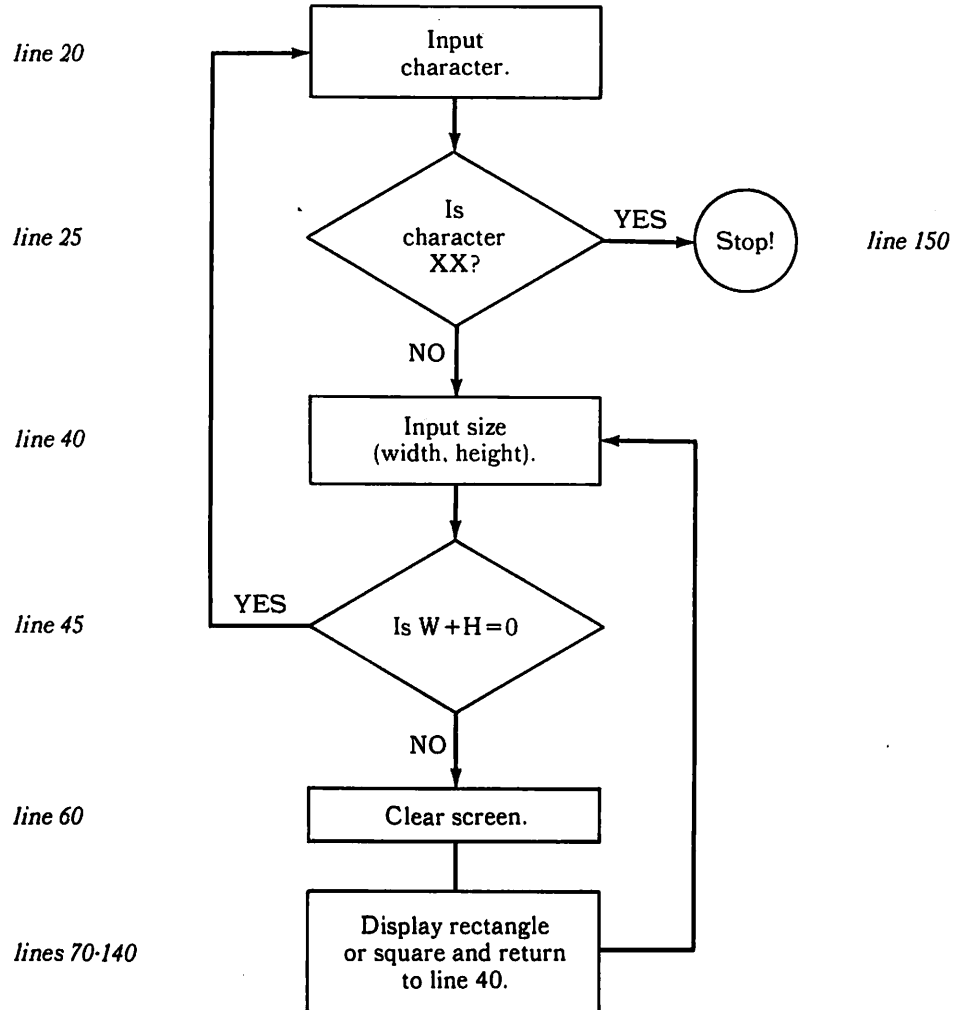 line 20
Input
character.
line 25
Is
character
XX?
YES
Stop!
line 150
NO
line 40
Input size
(width, height).
line 45
YES
Is W+H=0
NO
line 60
Clear screen.
lines 70-140
Display rectangle
or square and return
to line 40.